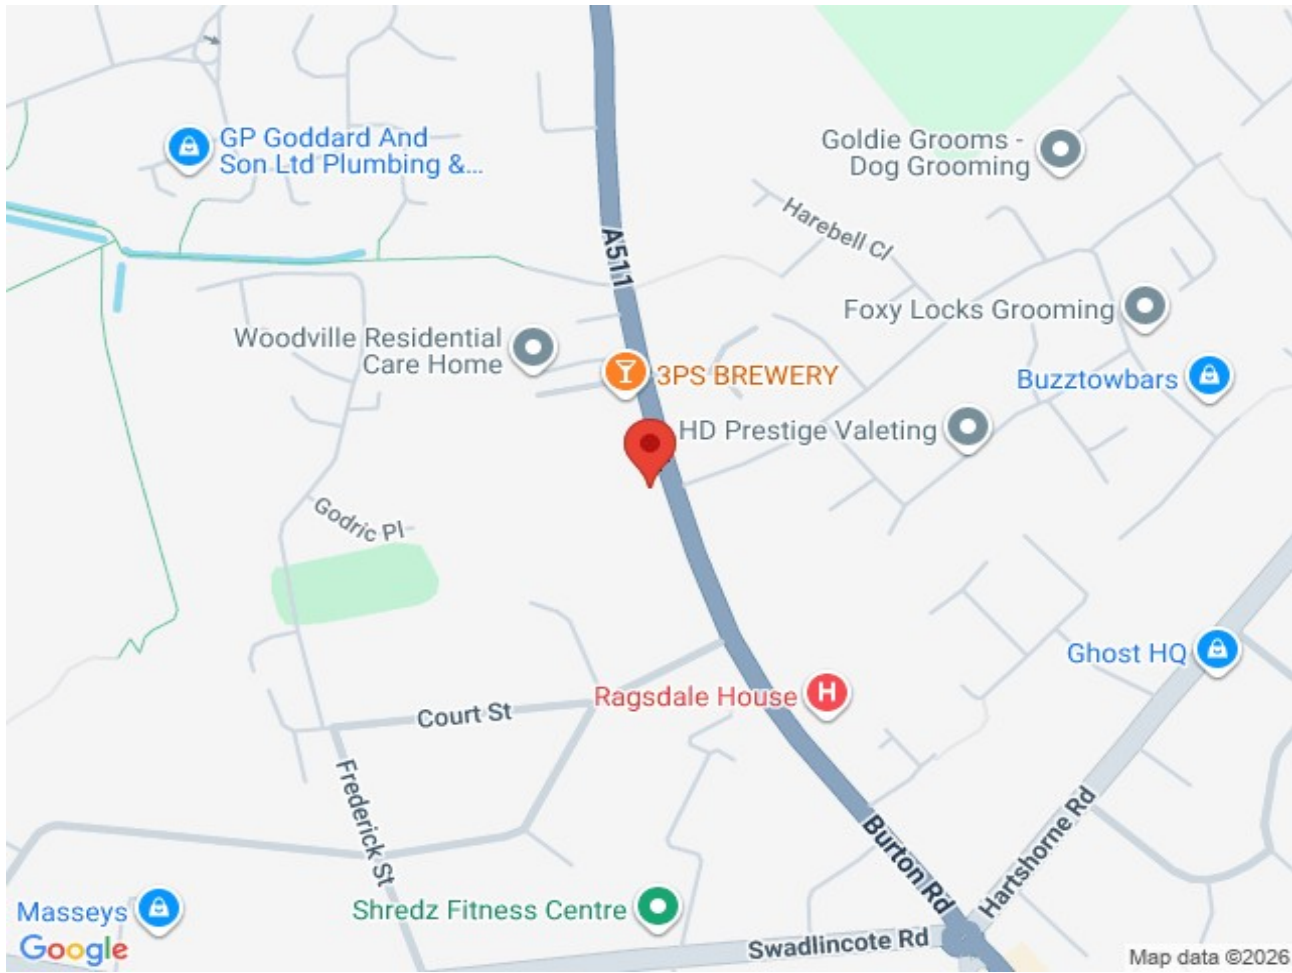 GP Goddard And
Son Ltd Plumbing &...
Goldie Grooms -
Dog Grooming
Harebell Cl
A511
Foxy Locks Grooming
Woodville Residential
Care Home
3PS BREWERY
Buzztowbars
HD Prestige Valeting
Godric Pl
Ghost HQ
Ragsdale House
H
Court St
Frederick St
Burton Rd
Hartshorne Rd
Masseys
Shredz Fitness Centre
Swadlincote Rd
Google
Map data ©2026